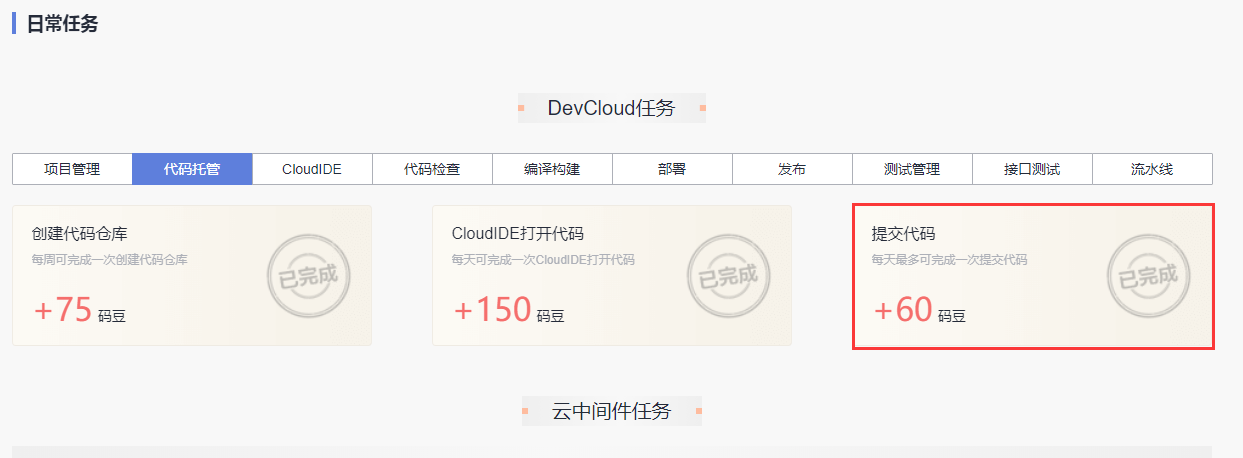 日常任务
DevCloud任务
项目管理 代码托管 CloudIDE 代码检查 编译构建 部署 发布 测试管理 接口测试 流水线
创建代码仓库
每周可完成一次创建代码仓库
已完成
+75 码豆
CloudIDE打开代码
每天可完成一次CloudIDE打开代码
已完成
+150 码豆
提交代码
每天最多可完成一次提交代码
已完成
+60 码豆
云中间件任务